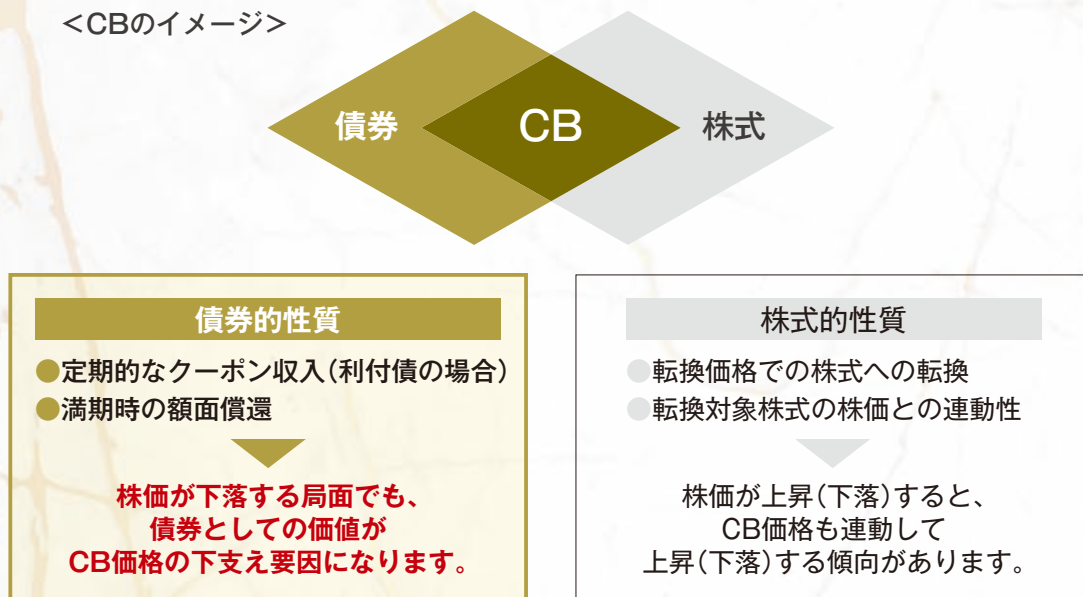 ＜CBのイメージ＞
債券
CB
株式
債券的性質
●定期的なクーポン収入（利付債の場合）
●満期時の額面償還
株価が下落する局面でも、
債券としての価値が
CB価格の下支え要因になります。
株式的性質
●転換価格での株式への転換
●転換対象株式の株価との連動性
株価が上昇（下落）すると、
CB価格も連動して
上昇（下落）する傾向があります。